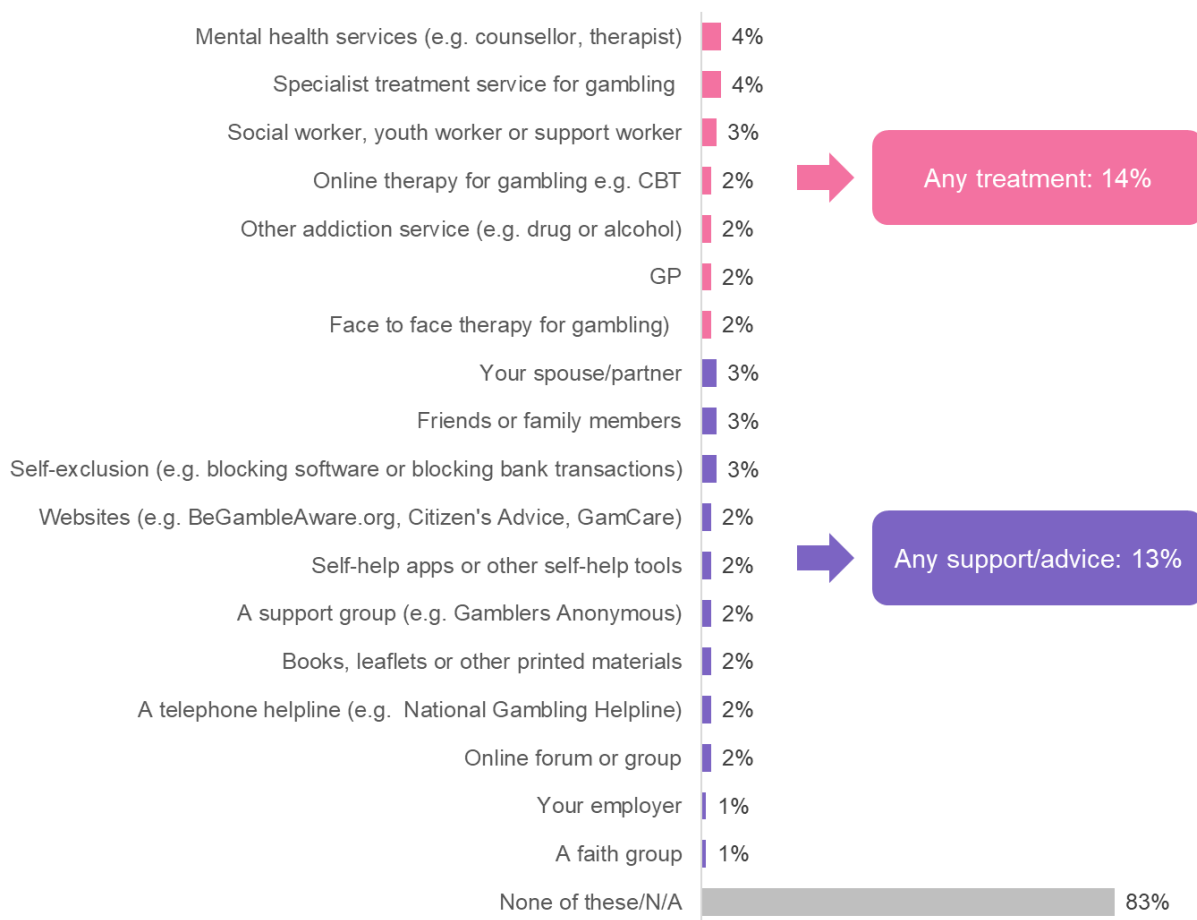 Mental health services (e.g. counsellor, therapist) 4%
Specialist treatment service for gambling 4%
Social worker, youth worker or support worker 3%
Online therapy for gambling e.g. CBT 2%
Any treatment: 14%
Other addiction service (e.g. drug or alcohol) 2%
GP 2%
Face to face therapy for gambling) 2%
Your spouse/partner 3%
Friends or family members 3%
Self-exclusion (e.g. blocking software or blocking bank transactions) 3%
Websites (e.g. BeGambleAware.org, Citizen's Advice, GamCare) 2%
Self-help apps or other self-help tools 2%
Any support/advice: 13%
A support group (e.g. Gamblers Anonymous) 2%
Books, leaflets or other printed materials 2%
A telephone helpline (e.g. National Gambling Helpline) 2%
Online forum or group 2%
Your employer 1%
A faith group 1%
None of these/N/A 83%